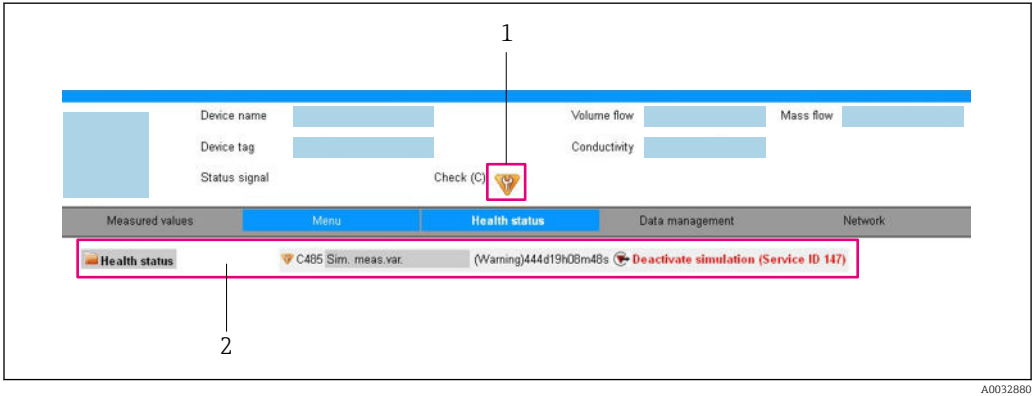 1
Device name
Volume flow
Mass flow
Device tag
Conductivity
Status signal
Check (C)
Measured values
Menu
Health status
Data management
Network
Health status
C485 Sim. meas.var.
(Warning)444d19h08m48s
Deactivate simulation (Service ID 147)
2
A0032880